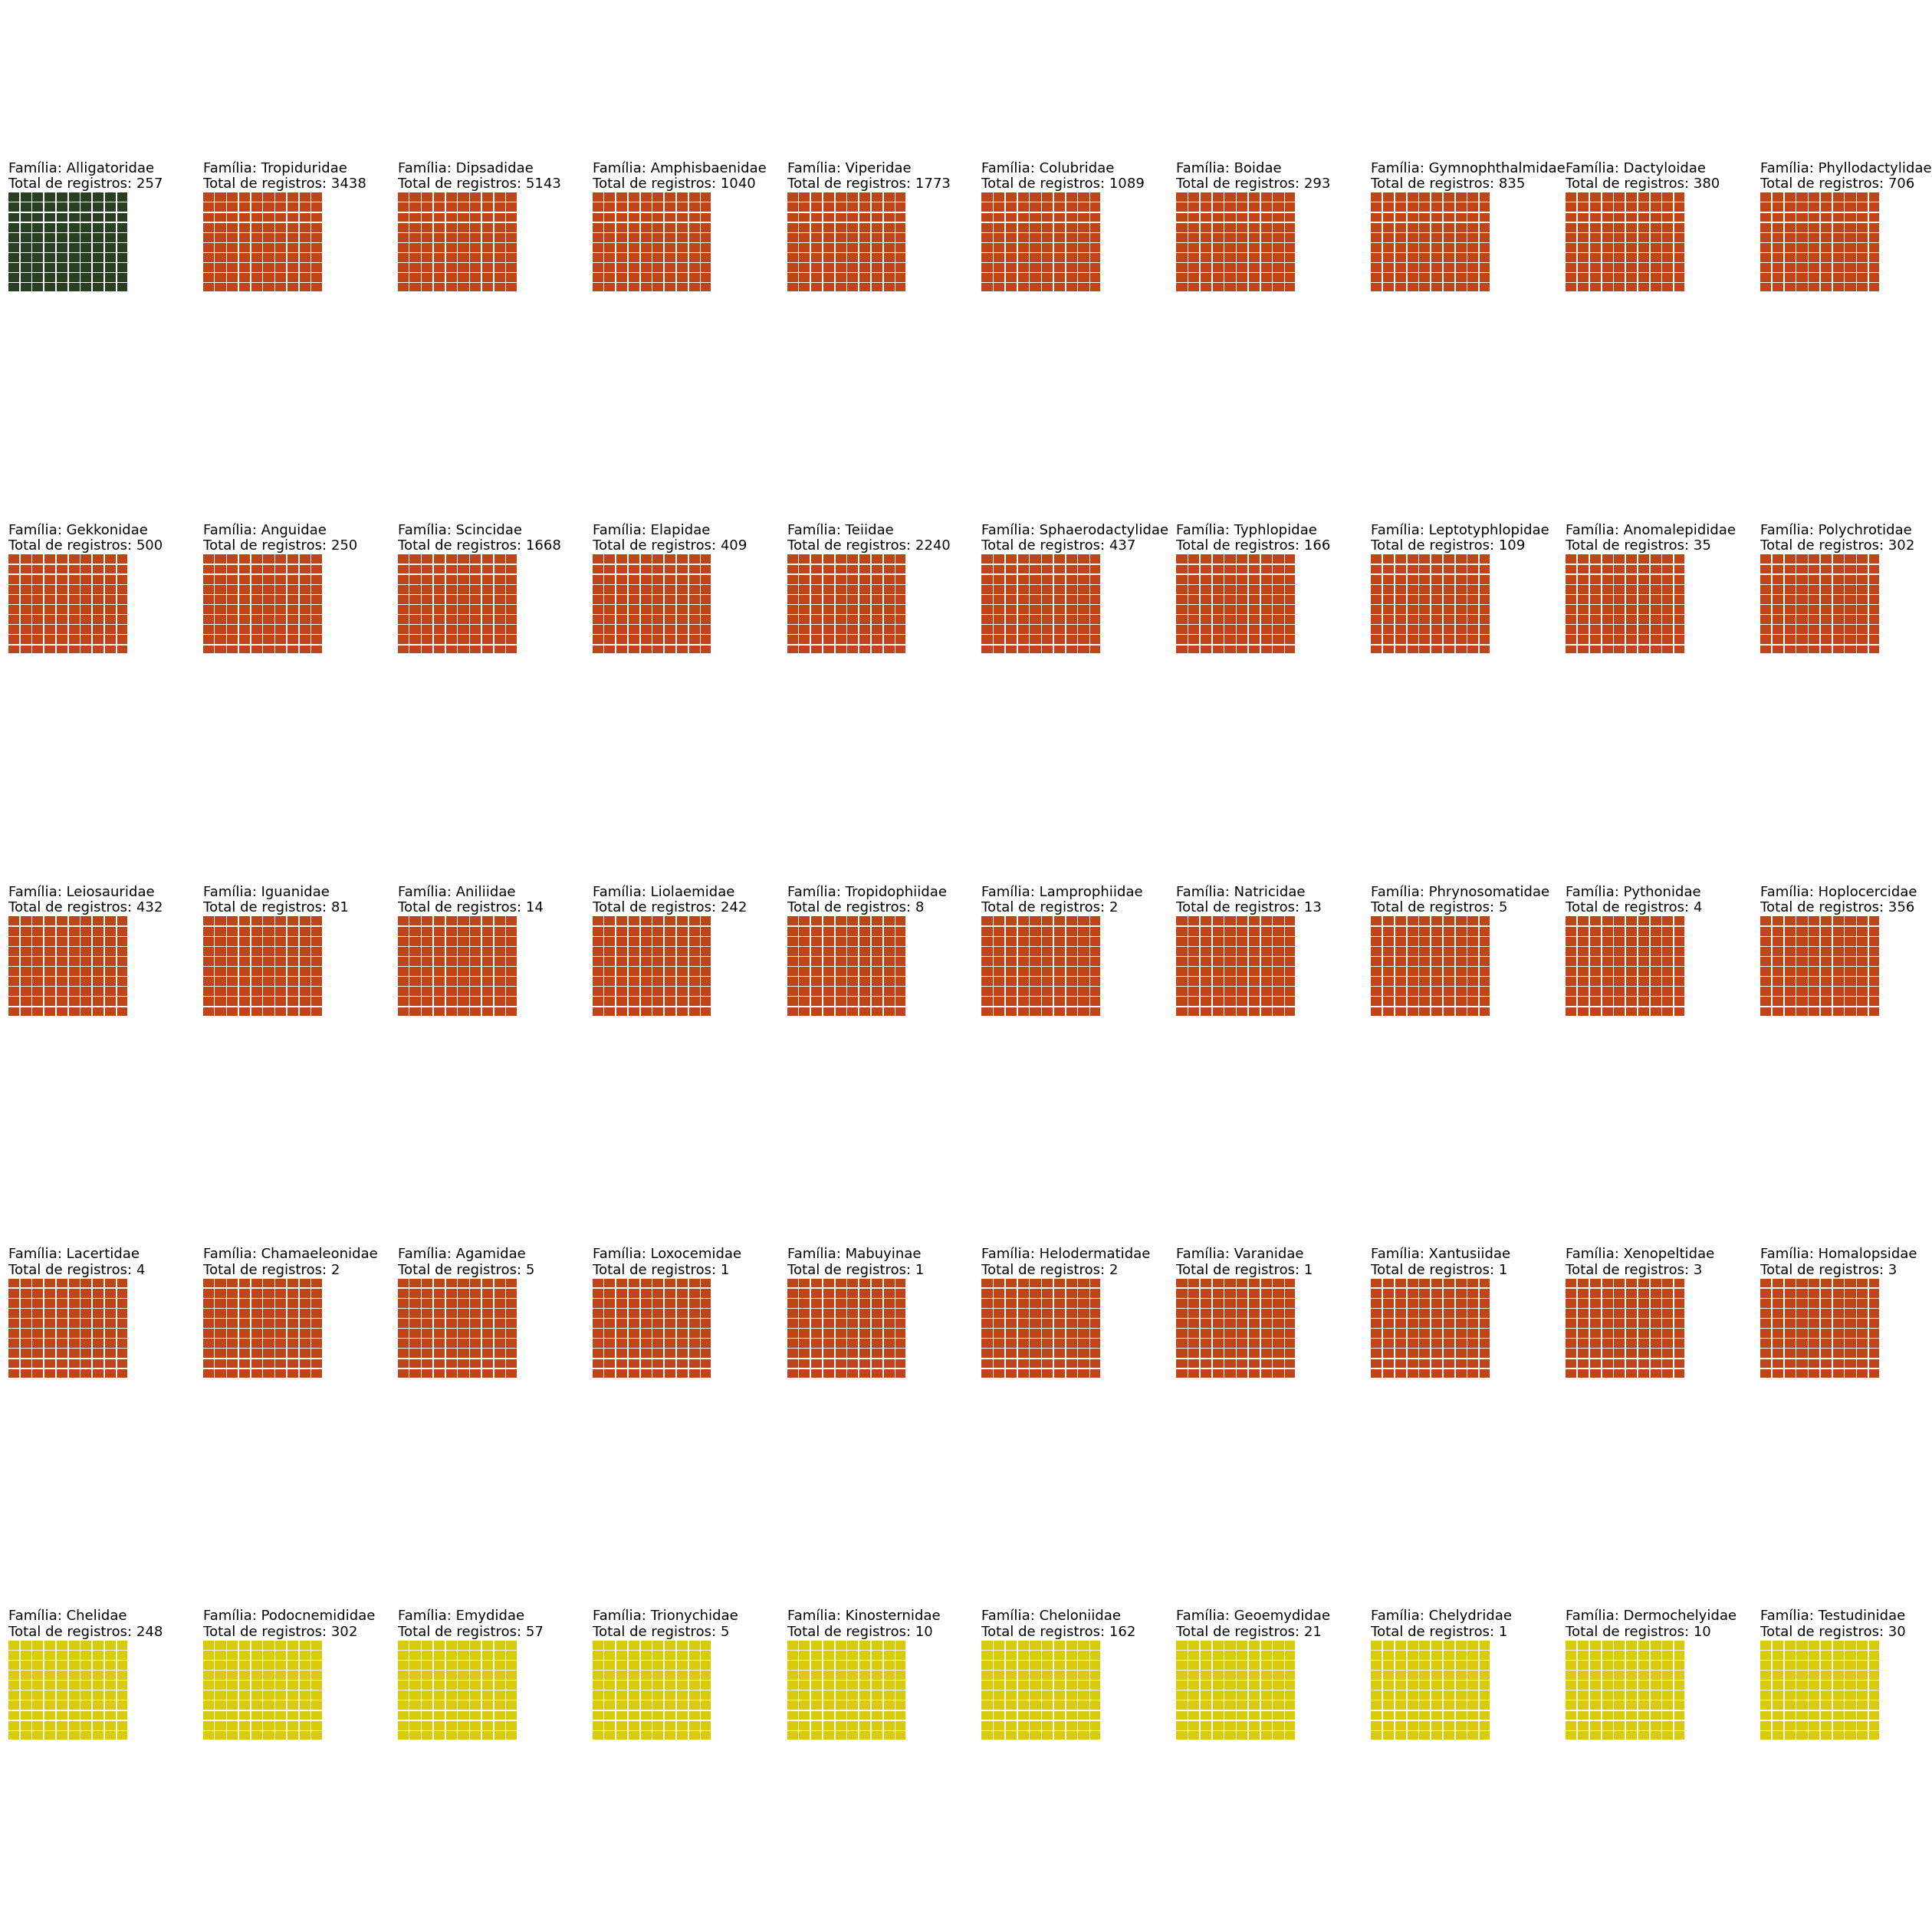 Família: Alligatoridae
Total de registros: 257
Família: Tropiduridae
Total de registros: 3438
Família: Dipsadidae
Total de registros: 5143
Família: Amphisbaenidae
Total de registros: 1040
Família: Viperidae
Total de registros: 1773
Família: Colubridae
Total de registros: 1089
Família: Boidae
Total de registros: 293
Família: Gymnophthalmidae
Total de registros: 835
Família: Dactyloidae
Total de registros: 380
Família: Phyllodactylidae
Total de registros: 706
Família: Gekkonidae
Total de registros: 500
Família: Anguidae
Total de registros: 250
Família: Scincidae
Total de registros: 1668
Família: Elapidae
Total de registros: 409
Família: Teiidae
Total de registros: 2240
Família: Sphaerodactylidae
Total de registros: 437
Família: Typhlopidae
Total de registros: 166
Família: Leptotyphlopidae
Total de registros: 109
Família: Anomalepididae
Total de registros: 35
Família: Polychrotidae
Total de registros: 302
Família: Leiosauridae
Total de registros: 432
Família: Iguanidae
Total de registros: 81
Família: Aniliidae
Total de registros: 14
Família: Liolaemidae
Total de registros: 242
Família: Tropidophiidae
Total de registros: 8
Família: Lamprophiidae
Total de registros: 2
Família: Natricidae
Total de registros: 13
Família: Phrynosomatidae
Total de registros: 5
Família: Pythonidae
Total de registros: 4
Família: Hoplocercidae
Total de registros: 356
Família: Lacertidae
Total de registros: 4
Família: Chamaeleonidae
Total de registros: 2
Família: Agamidae
Total de registros: 5
Família: Loxocemidae
Total de registros: 1
Família: Mabuyinae
Total de registros: 1
Família: Helodermatidae
Total de registros: 2
Família: Varanidae
Total de registros: 1
Família: Xantusiidae
Total de registros: 1
Família: Xenopeltidae
Total de registros: 3
Família: Homalopsidae
Total de registros: 3
Família: Chelidae
Total de registros: 248
Família: Podocnemididae
Total de registros: 302
Família: Emydidae
Total de registros: 57
Família: Trionychidae
Total de registros: 5
Família: Kinosternidae
Total de registros: 10
Família: Cheloniidae
Total de registros: 162
Família: Geoemydidae
Total de registros: 21
Família: Chelydridae
Total de registros: 1
Família: Dermochelyidae
Total de registros: 10
Família: Testudinidae
Total de registros: 30